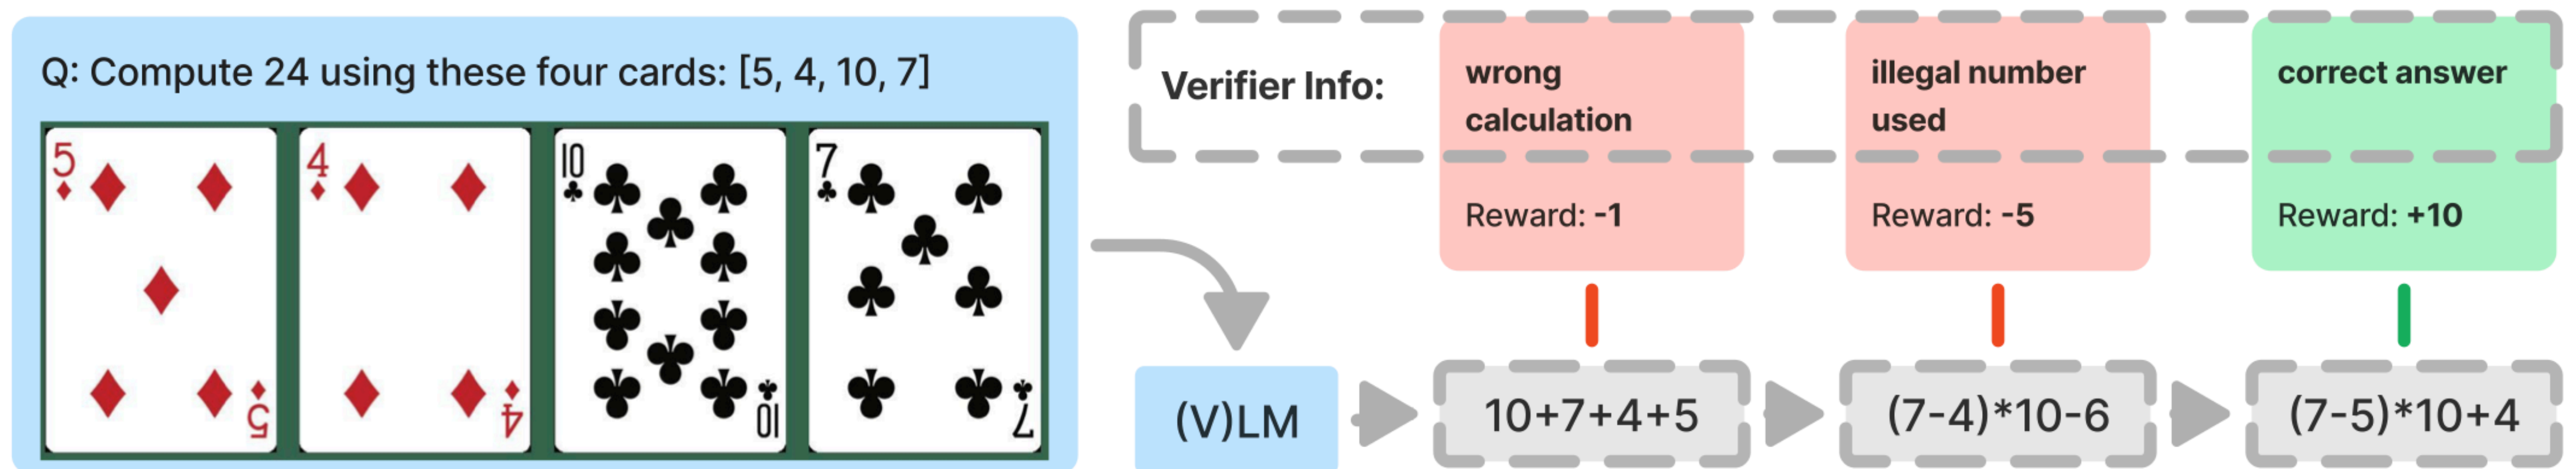 Q: Compute 24 using these four cards: [5, 4, 10, 7]
5
5
4
4
10
10
7
7
Verifier Info:
wrong
calculation
Reward: -1
illegal number
used
Reward: -5
correct answer
Reward: +10
(V)LM
10+7+4+5
(7-4)*10-6
(7-5)*10+4